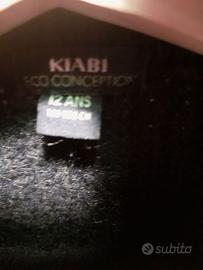 KIABI
ECO CONCEPTION
12 ANS
subito